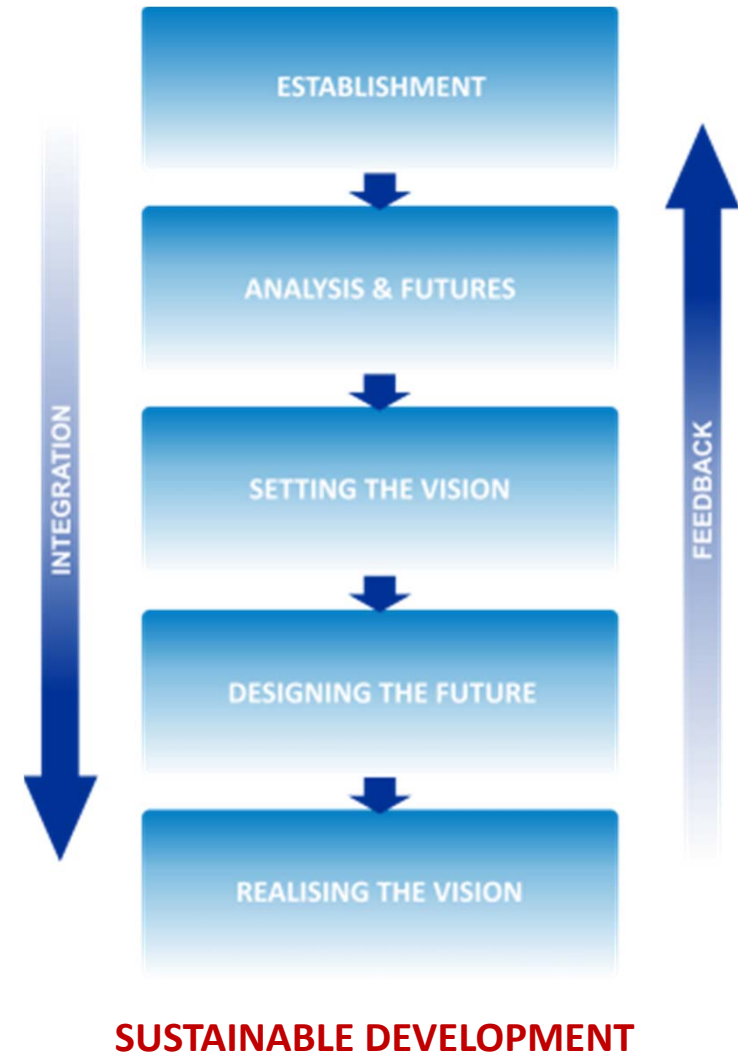 ESTABLISHMENT
ANALYSIS & FUTURES
SETTING THE VISION
DESIGNING THE FUTURE
REALISING THE VISION
INTEGRATION
FEEDBACK
SUSTAINABLE DEVELOPMENT